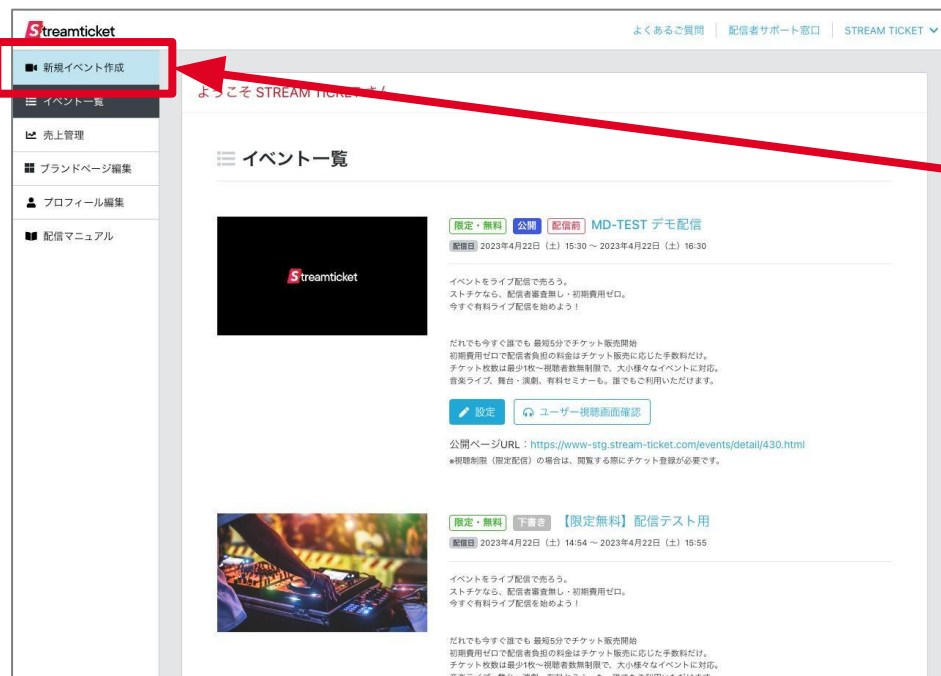 Streamticket
よくあるご質問
配信者サポート窓口
STREAM TICKET
新規イベント作成
イベント一覧
売上管理
ブランドページ編集
プロフィール編集
配信マニュアル
ようこそ STREAM TICKET さん
イベント一覧
Streamticket
限定・無料 公開 配信前 MD-TEST デモ配信
配信日 2023年4月22日（土）15:30 ~ 2023年4月22日（土）16:30
イベントをライブ配信で売ろう。
ストチケなら、配信者審査無し・初期費用ゼロ。
今すぐ有料ライブ配信を始めよう！
だれでも今すぐ誰でも 最短5分でチケット販売開始
初期費用ゼロで配信者負担の料金はチケット販売に応じた手数料だけ。
チケット枚数は最少1枚〜視聴者数無制限で、大小様々なイベントに対応。
音楽ライブ、舞台・演劇、有料セミナーも。誰でもご利用いただけます。
設定
ユーザー視聴画面確認
公開ページURL：https://www-stg.stream-ticket.com/events/detail/430.html
※視聴制限（限定配信）の場合は、閲覧する際にチケット登録が必要です。
限定・無料 下書き 【限定無料】配信テスト用
配信日 2023年4月22日（土）14:54 ~ 2023年4月22日（土）15:55
イベントをライブ配信で売ろう。
ストチケなら、配信者審査無し・初期費用ゼロ。
今すぐ有料ライブ配信を始めよう！
だれでも今すぐ誰でも 最短5分でチケット販売開始
初期費用ゼロで配信者負担の料金はチケット販売に応じた手数料だけ。
チケット枚数は最少1枚〜視聴者数無制限で、大小様々なイベントに対応。